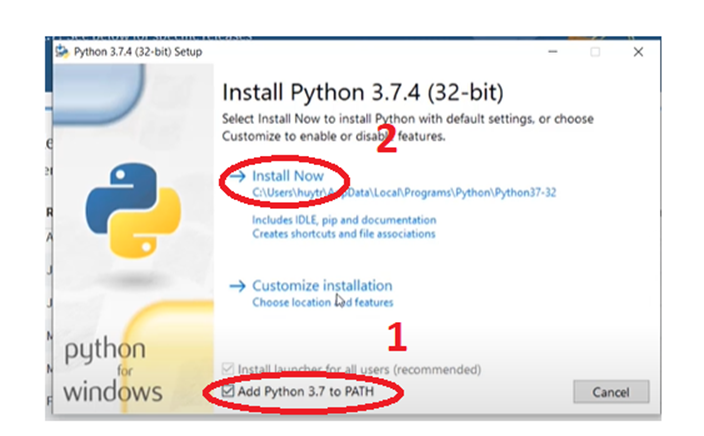 Python 3.7.4 (32-bit) Setup
Install Python 3.7.4 (32-bit)
Select Install Now to install Python with default settings, or choose
Customize to enable or disable features.
2
Install Now
C:\Users\huytr\AppData\Local\Programs\Python\Python37-32
Includes IDLE, pip and documentation
Creates shortcuts and file associations
Customize installation
Choose location and features
1
python
for
windows
Install launcher for all users (recommended)
Add Python 3.7 to PATH
Cancel